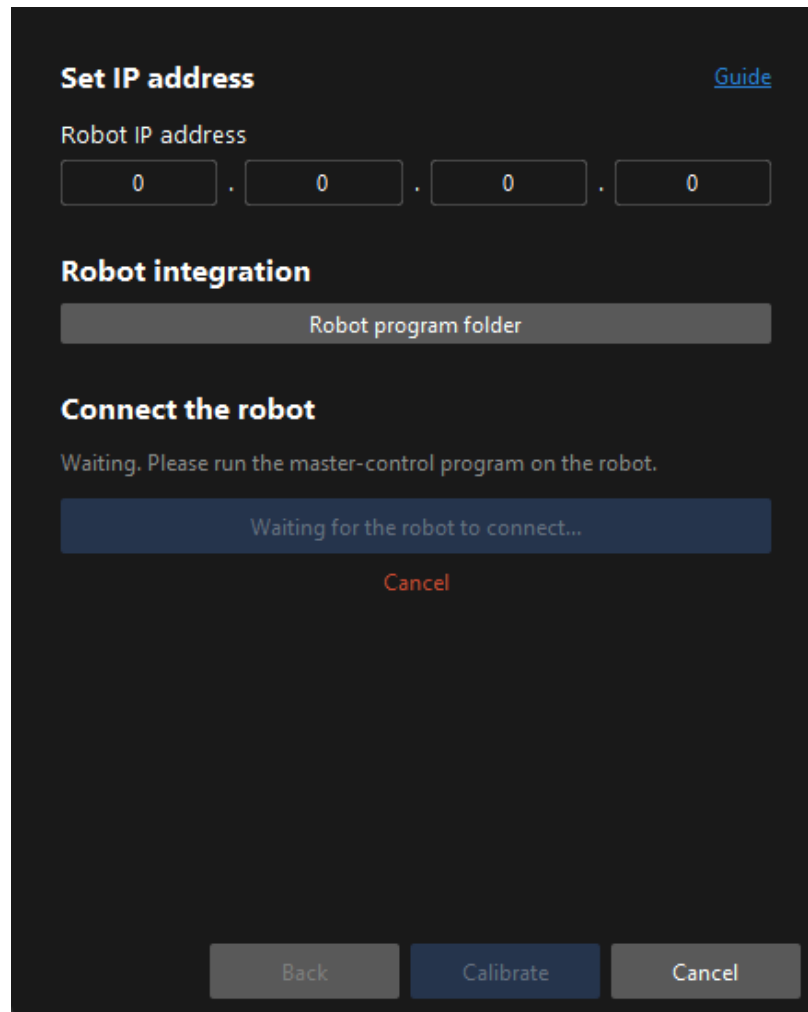 Set IP address Guide
Robot IP address
0 . 0 . 0 . 0
Robot integration
Robot program folder
Connect the robot
Waiting. Please run the master-control program on the robot.
Waiting for the robot to connect...
Cancel
Back Calibrate Cancel